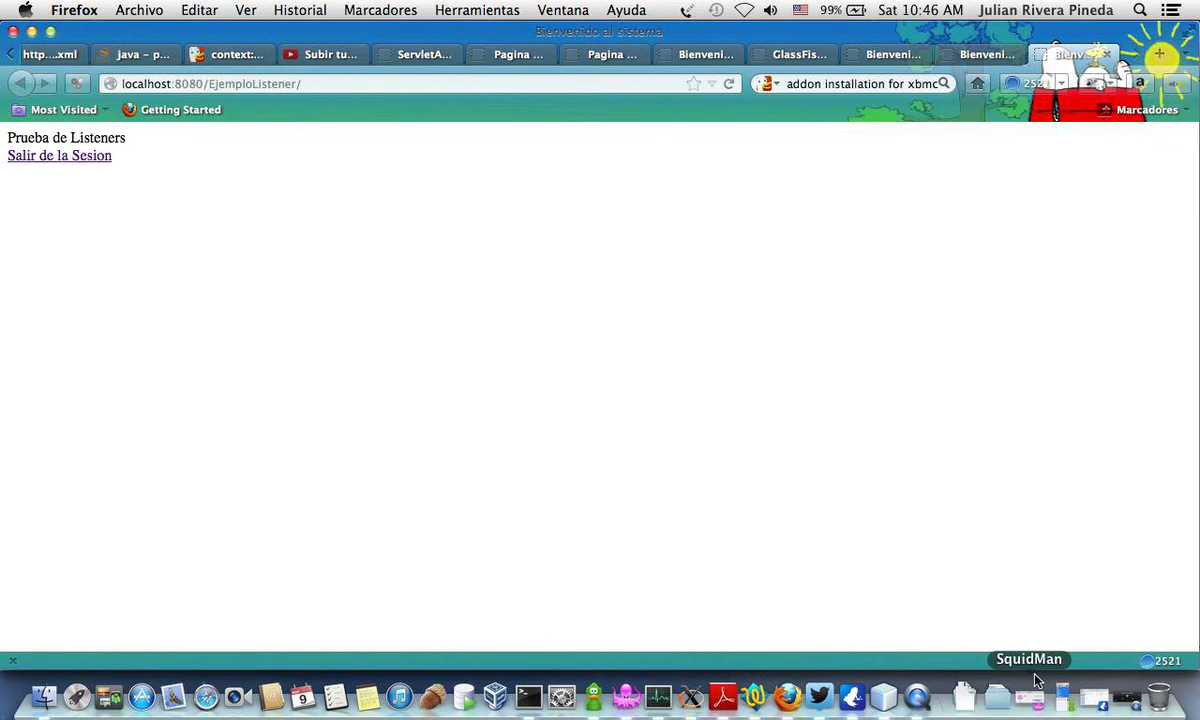 Firefox Archivo Editar Ver Historial Marcadores Herramientas Ventana Ayuda 99% Sat 10:46 AM Julian Rivera Pineda
Bienvenido al sistema
http....xml java – p... context:... Subir tu... ServletA... Pagina ... Pagina ... Bienveni... GlassFis... Bienveni... Bienveni...
localhost:8080/EjemploListener/ addon installation for xbmc
Most Visited Getting Started Marcadores
Prueba de Listeners
Salir de la Sesion
SquidMan
2521
9